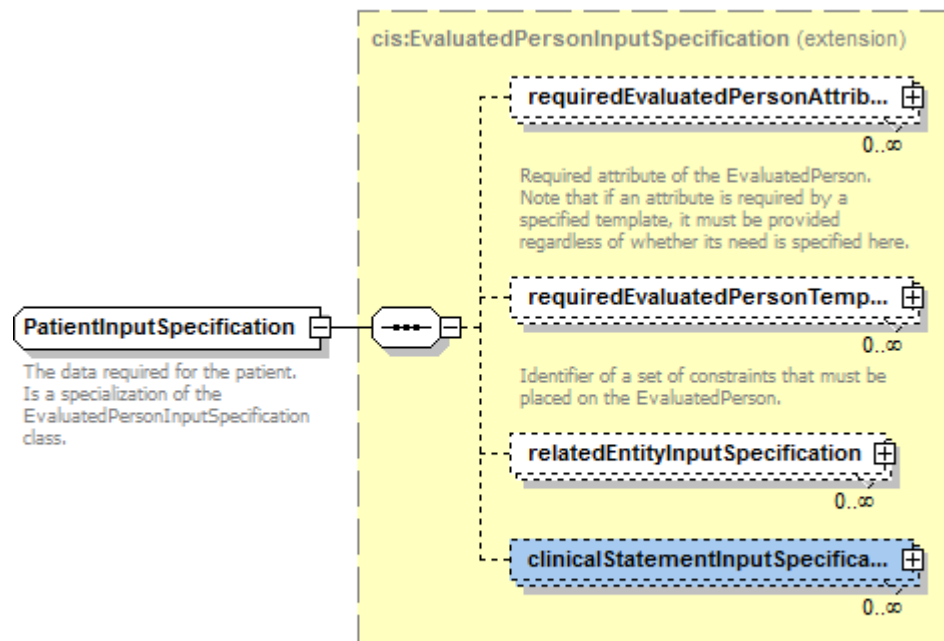 cis:EvaluatedPersonInputSpecification (extension)
requiredEvaluatedPersonAttrib...
0..∞
Required attribute of the EvaluatedPerson.
Note that if an attribute is required by a
specified template, it must be provided
regardless of whether its need is specified here.
requiredEvaluatedPersonTemp...
0..∞
Identifier of a set of constraints that must be
placed on the EvaluatedPerson.
PatientInputSpecification
The data required for the patient.
Is a specialization of the
EvaluatedPersonInputSpecification
class.
relatedEntityInputSpecification
0..∞
clinicalStatementInputSpecifica...
0..∞